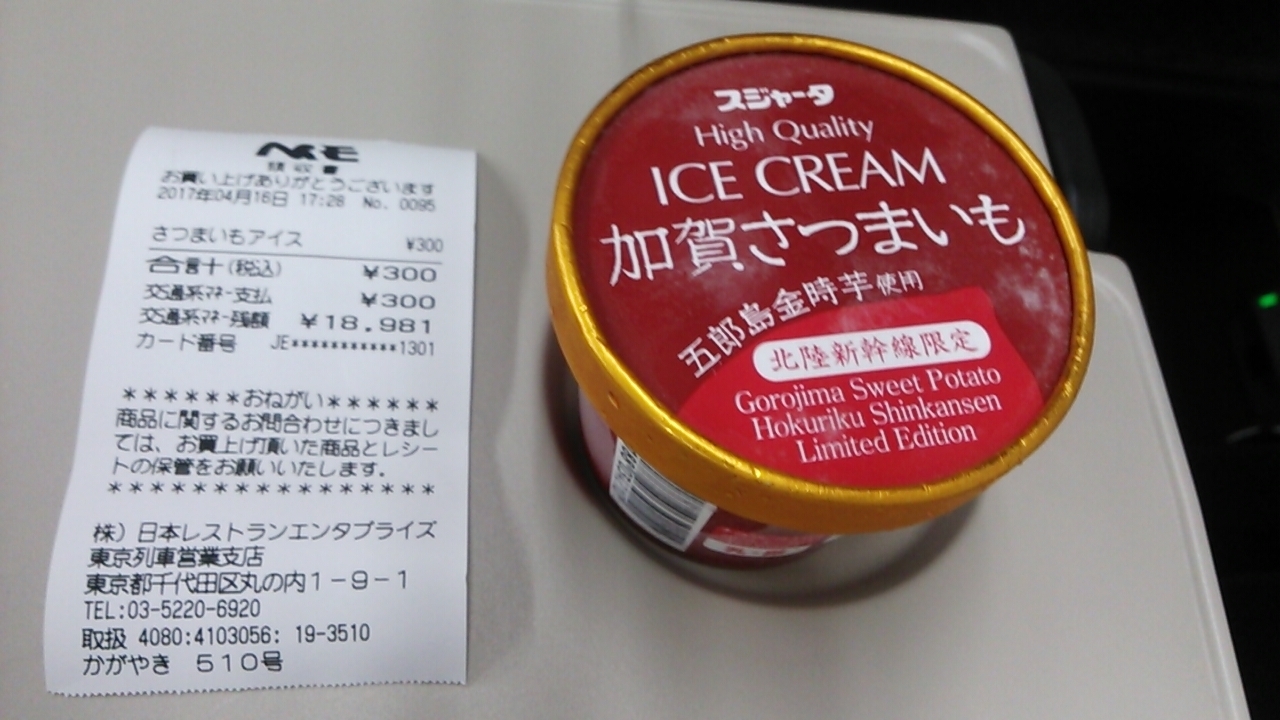 NRE
領収書
お買い上げありがとうございます
2017年04月16日 17:28 No. 0095
さつまいもアイス ¥300
合計(税込) ¥300
交通系マネー支払 ¥300
交通系マネー残額 ¥18,981
カード番号 JE***********1301
******おねがい******
商品に関するお問合わせにつきまし
ては、お買上げ頂いた商品とレシー
トの保管をお願いいたします。
***************
株）日本レストランエンタプライズ
東京列車営業支店
東京都千代田区丸の内１－９－１
TEL:03-5220-6920
取扱 4080:4103056: 19-3510
かがやき ５１０号
スジャータ
High Quality
ICE CREAM
加賀さつまいも
五郎島金時芋使用
北陸新幹線限定
Gorojima Sweet Potato
Hokuriku Shinkansen
Limited Edition